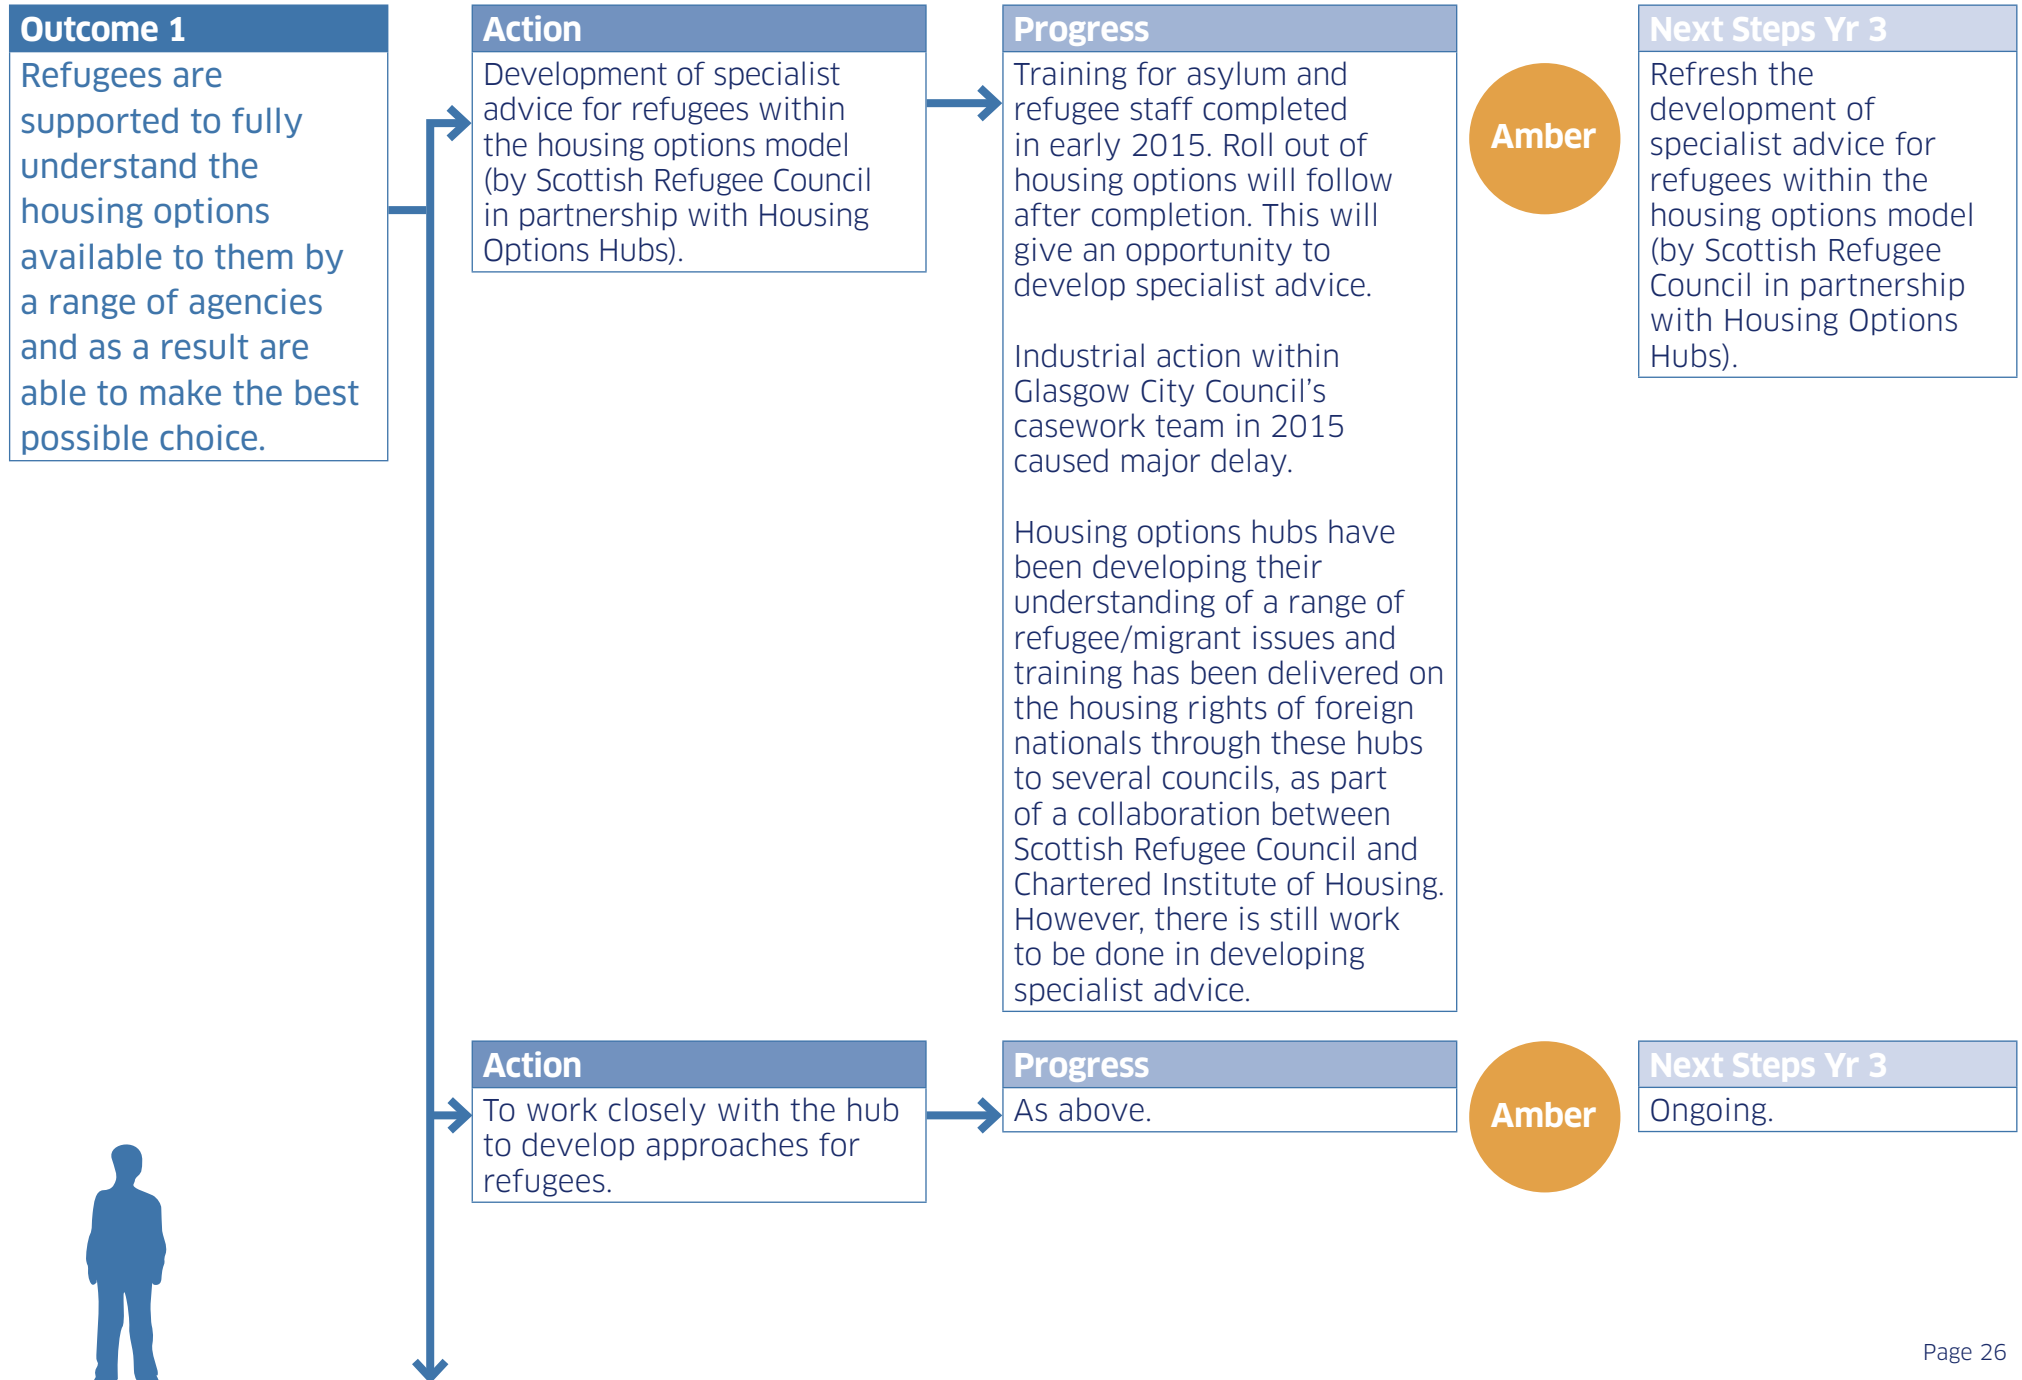 Outcome 1
Refugees are
supported to fully
understand the
housing options
available to them by
a range of agencies
and as a result are
able to make the best
possible choice.
Action
Development of specialist
advice for refugees within
the housing options model
(by Scottish Refugee Council
in partnership with Housing
Options Hubs).
Progress
Training for asylum and
refugee staff completed
in early 2015. Roll out of
housing options will follow
after completion. This will
give an opportunity to
develop specialist advice.
Industrial action within
Glasgow City Council’s
casework team in 2015
caused major delay.
Housing options hubs have
been developing their
understanding of a range of
refugee/migrant issues and
training has been delivered on
the housing rights of foreign
nationals through these hubs
to several councils, as part
of a collaboration between
Scottish Refugee Council and
Chartered Institute of Housing.
However, there is still work
to be done in developing
specialist advice.
Amber
Next Steps Yr 3
Refresh the
development of
specialist advice for
refugees within the
housing options model
(by Scottish Refugee
Council in partnership
with Housing Options
Hubs).
Action
To work closely with the hub
to develop approaches for
refugees.
Progress
As above.
Amber
Next Steps Yr 3
Ongoing.
Page 26